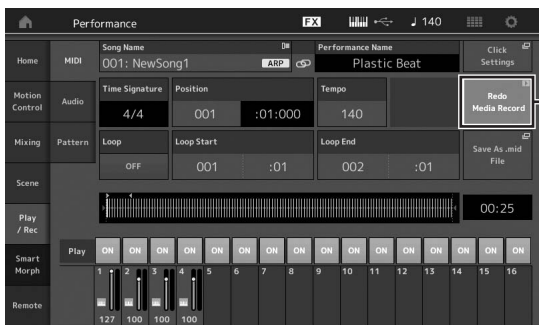 Performance FX 140
Home
MIDI
Song Name
001: NewSong1 ARP
Performance Name
Plastic Beat
Click
Settings
Motion
Control
Audio
Time Signature
4/4
Position
001 :01:000
Tempo
140
Redo
Media Record
Mixing
Pattern
Loop
OFF
Loop Start
001 :01
Loop End
002 :01
Save As .mid
File
Scene
Play
/ Rec
00:25
Smart
Morph
Play
ON ON ON ON ON ON ON ON ON ON ON ON ON ON ON ON
1 2 3 4 5 6 7 8 9 10 11 12 13 14 15 16
Remote
127 100 100 100